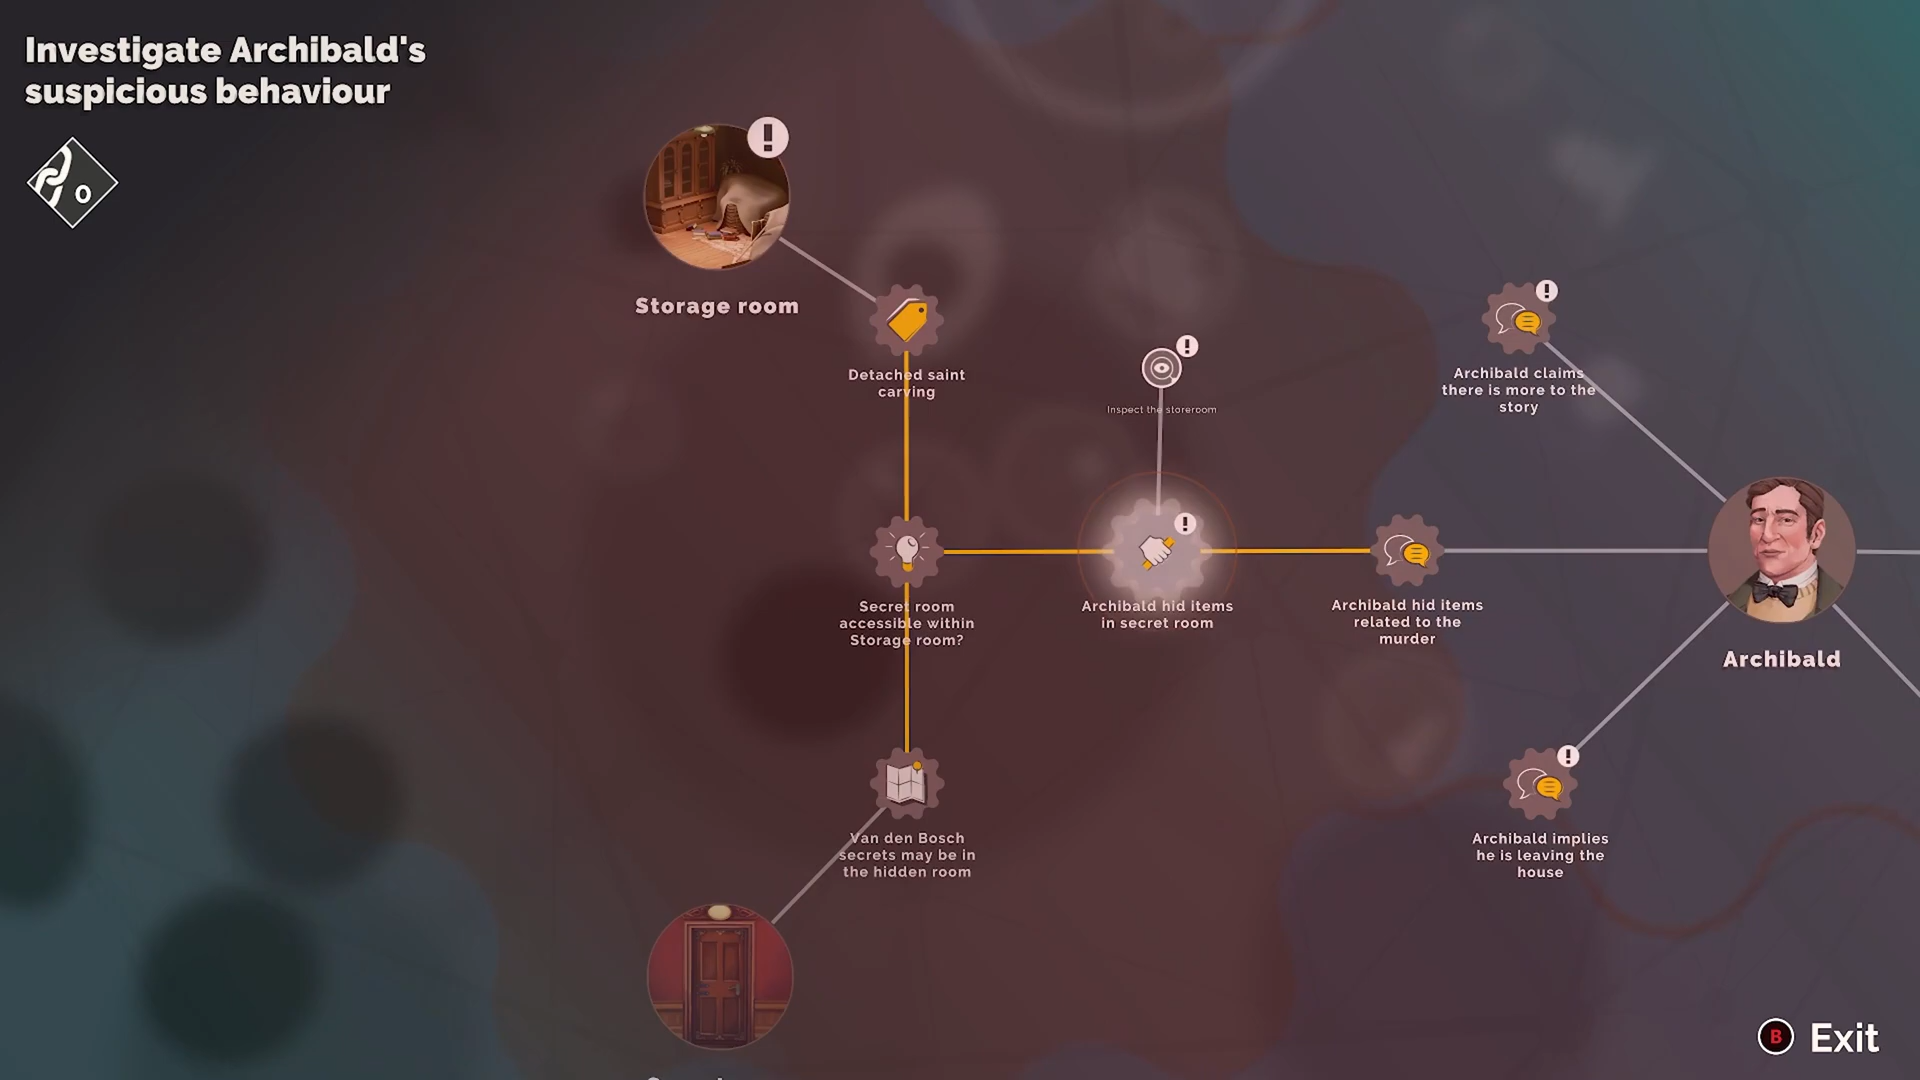 Investigate Archibald's
suspicious behaviour
0
!
Storage room
Detached saint
carving
!
Inspect the storeroom
!
Archibald claims
there is more to the
story
Secret room
accessible within
Storage room?
!
Archibald hid items
in secret room
Archibald hid items
related to the
murder
Archibald
Van den Bosch
secrets may be in
the hidden room
!
Archibald implies
he is leaving the
house
B Exit